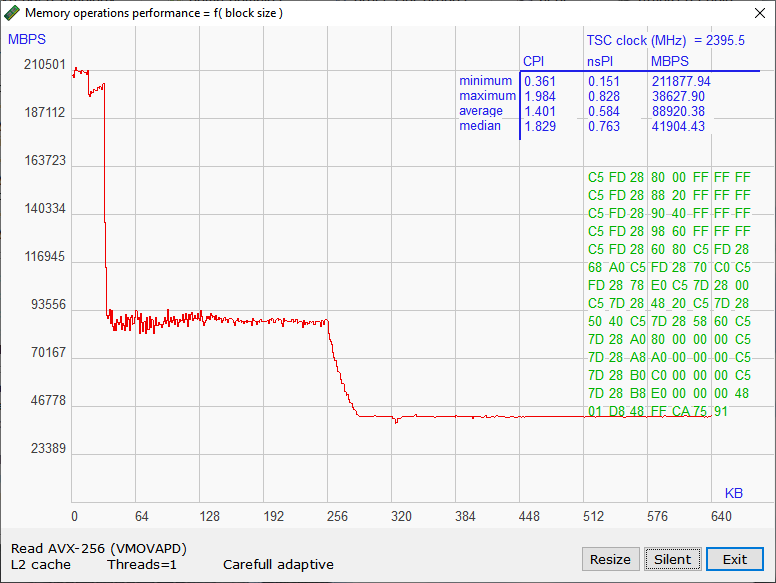 Memory operations performance = f( block size )
MBPS
TSC clock (MHz) = 2395.5
CPI nsPI MBPS
minimum 0.361 0.151 211877.94
maximum 1.984 0.828 38627.90
average 1.401 0.584 88920.38
median 1.829 0.763 41904.43
210501
187112
163723
140334
116945
93556
70167
46778
23389
C5 FD 28 80 00 FF FF FF
C5 FD 28 88 20 FF FF FF
C5 FD 28 90 40 FF FF FF
C5 FD 28 98 60 FF FF FF
C5 FD 28 60 80 C5 FD 28
68 A0 C5 FD 28 70 C0 C5
FD 28 78 E0 C5 7D 28 00
C5 7D 28 48 20 C5 7D 28
50 40 C5 7D 28 58 60 C5
7D 28 A0 80 00 00 00 C5
7D 28 A8 A0 00 00 00 C5
7D 28 B0 C0 00 00 00 C5
7D 28 B8 E0 00 00 00 48
01 D8 48 FF CA 75 91
KB
0 64 128 192 256 320 384 448 512 576 640
Read AVX-256 (VMOVAPD)
L2 cache Threads=1 Carefull adaptive
Resize Silent Exit